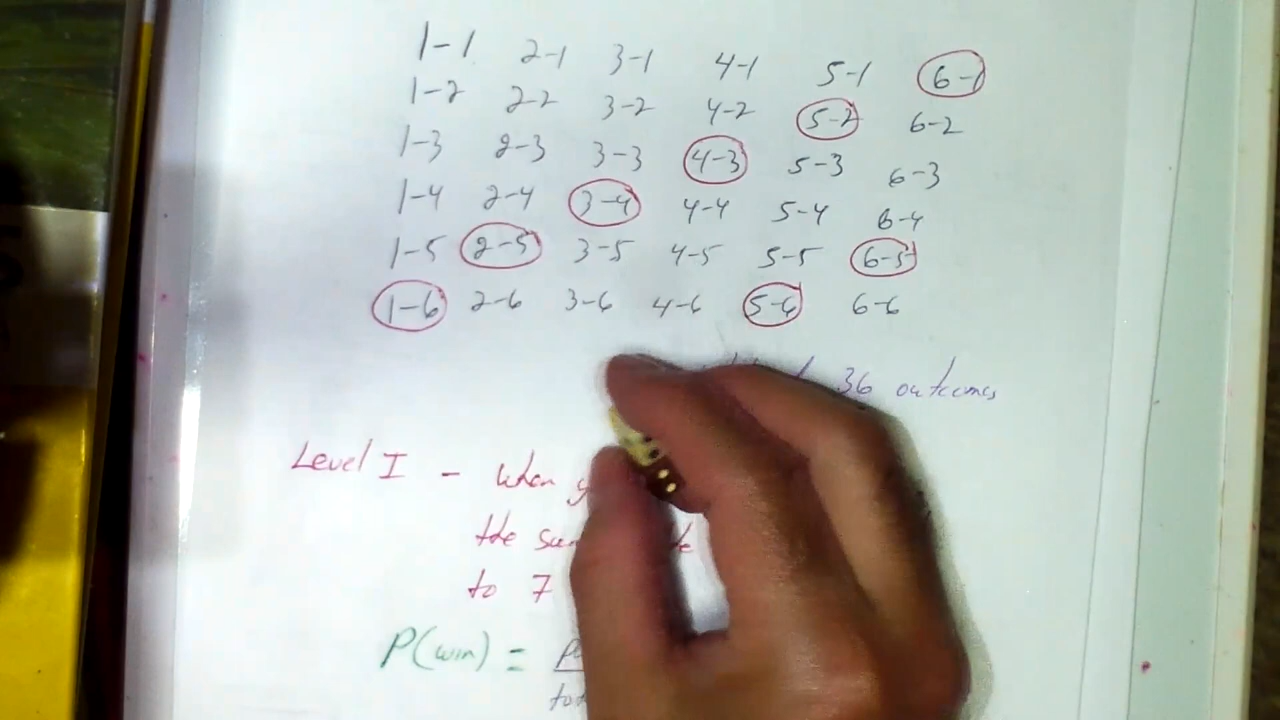 1-1 2-1 3-1 4-1 5-1 6-1
1-2 2-2 3-2 4-2 5-2 6-2
1-3 2-3 3-3 4-3 5-3 6-3
1-4 2-4 3-4 4-4 5-4 6-4
1-5 2-5 3-5 4-5 5-5 6-5
1-6 2-6 3-6 4-6 5-6 6-6
36 outcomes
Level I - when
the
to 7
P(win) =